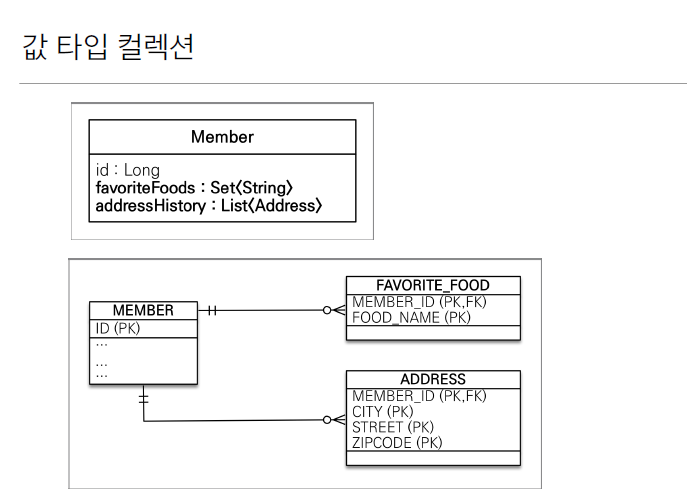 값 타입 컬렉션
Member
id : Long
favoriteFoods : Set<String>
addressHistory : List<Address>
MEMBER
ID (PK)
...
...
...
FAVORITE_FOOD
MEMBER_ID (PK,FK)
FOOD_NAME (PK)
ADDRESS
MEMBER_ID (PK,FK)
CITY (PK)
STREET (PK)
ZIPCODE (PK)